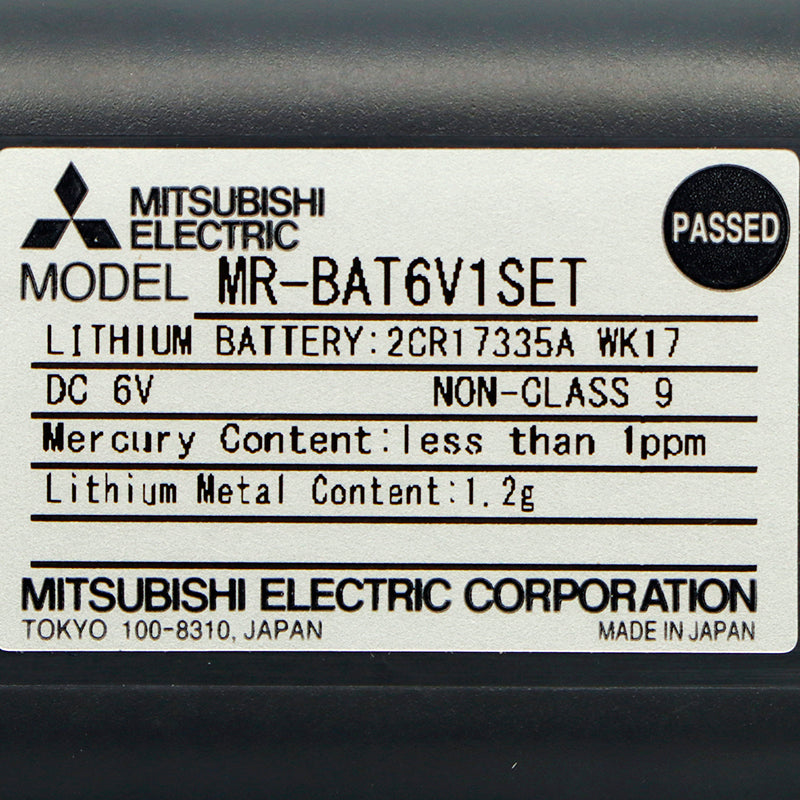 MITSUBISHI
ELECTRIC
PASSED
MODEL MR-BAT6V1SET
LITHIUM BATTERY:2CR17335A WK17
DC 6V NON-CLASS 9
Mercury Content:less than 1ppm
Lithium Metal Content:1.2g
MITSUBISHI ELECTRIC CORPORATION
TOKYO 100-8310, JAPAN MADE IN JAPAN